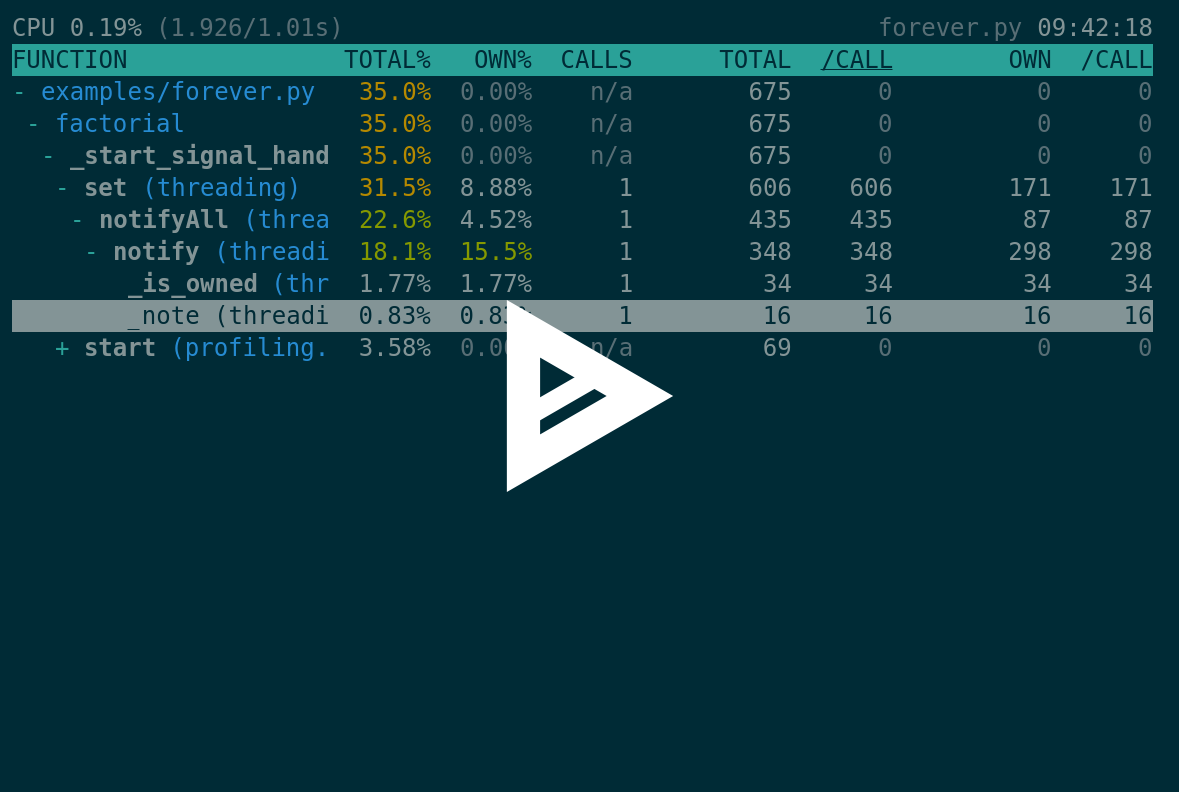 CPU 0.19% (1.926/1.01s) forever.py 09:42:18
FUNCTION TOTAL% OWN% CALLS TOTAL /CALL OWN /CALL
- examples/forever.py 35.0% 0.00% n/a 675 0 0 0
- factorial 35.0% 0.00% n/a 675 0 0 0
- _start_signal_hand 35.0% 0.00% n/a 675 0 0 0
- set (threading) 31.5% 8.88% 1 606 606 171 171
- notifyAll (threa 22.6% 4.52% 1 435 435 87 87
- notify (threadi 18.1% 15.5% 1 348 348 298 298
_is_owned (thr 1.77% 1.77% 1 34 34 34 34
_note (threadi 0.83% 0.83% 1 16 16 16 16
+ start (profiling. 3.58% n/a 69 0 0 0